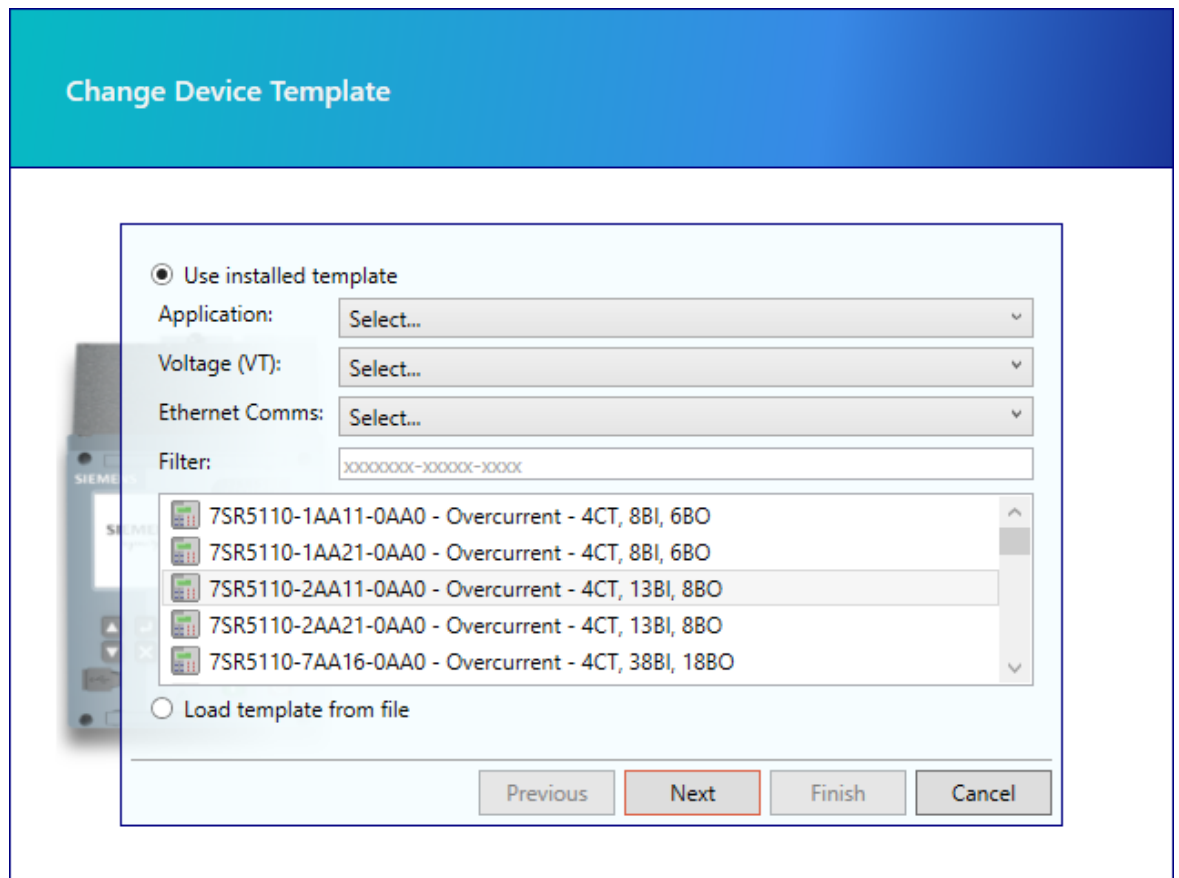 Change Device Template
Use installed template
Application: Select...
Voltage (VT): Select...
Ethernet Comms: Select...
Filter: xxxxxxx-xxxxx-xxxx
SIEMENS
7SR5110-1AA11-0AA0 - Overcurrent - 4CT, 8BI, 6BO
7SR5110-1AA21-0AA0 - Overcurrent - 4CT, 8BI, 6BO
7SR5110-2AA11-0AA0 - Overcurrent - 4CT, 13BI, 8BO
7SR5110-2AA21-0AA0 - Overcurrent - 4CT, 13BI, 8BO
7SR5110-7AA16-0AA0 - Overcurrent - 4CT, 38BI, 18BO
Load template from file
Previous Next Finish Cancel